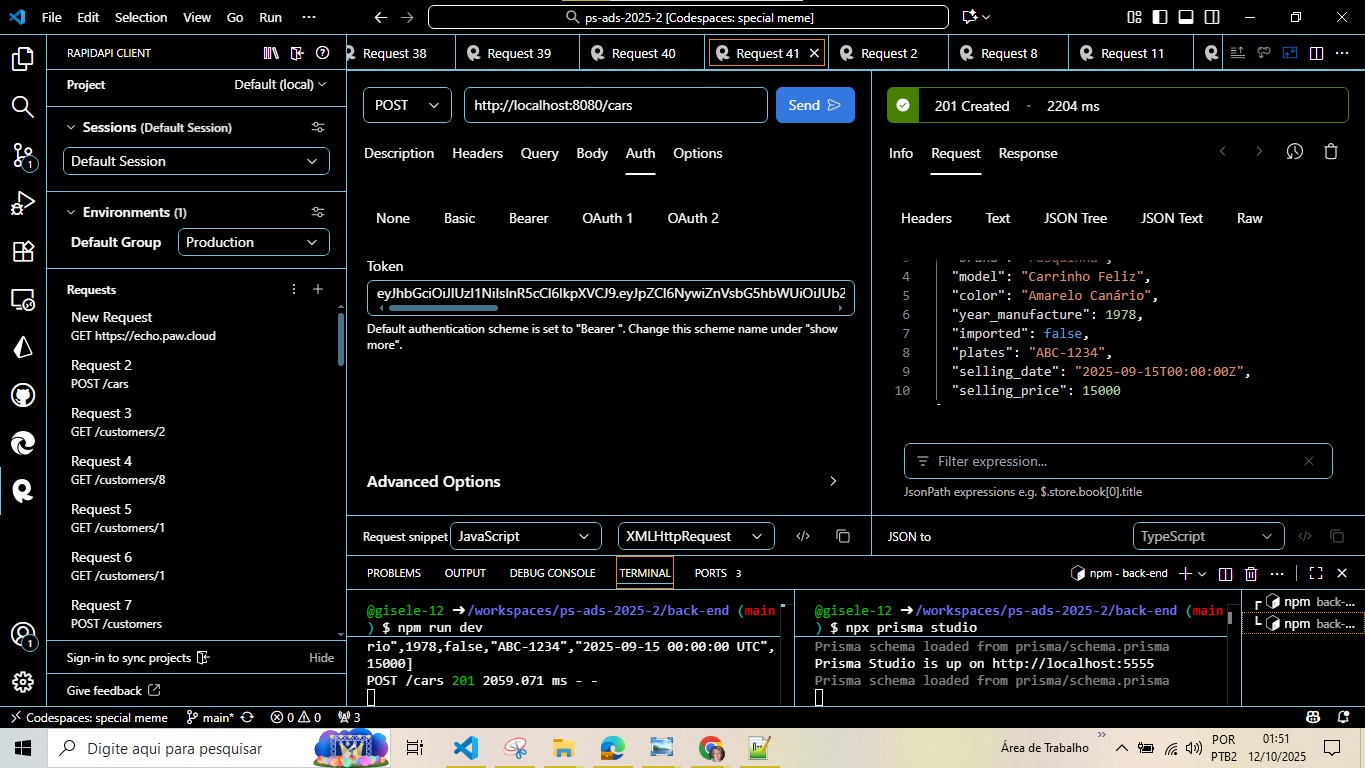 File Edit Selection View Go Run ··· ps-ads-2025-2 [Codespaces: special meme]
RAPIDAPI CLIENT
Project Default (local)
Sessions (Default Session)
Default Session
Environments (1)
Default Group Production
Requests
New Request
GET https://echo.paw.cloud
Request 2
POST /cars
Request 3
GET /customers/2
Request 4
GET /customers/8
Request 5
GET /customers/1
Request 6
GET /customers/1
Request 7
POST /customers
Sign-in to sync projects Hide
Give feedback
Request 38 Request 39 Request 40 Request 41 Request 2 Request 8 Request 11
POST http://localhost:8080/cars Send
Description Headers Query Body Auth Options
None Basic Bearer OAuth 1 OAuth 2
Token
Default authentication scheme is set to "Bearer ". Change this scheme name under "show
more".
Advanced Options
Request snippet JavaScript XMLHttpRequest
201 Created - 2204 ms
Info Request Response
Headers Text JSON Tree JSON Text Raw
4 "model": "Carrinho Feliz",
5 "color": "Amarelo Canário",
6 "year_manufacture": 1978,
7 "imported": false,
8 "plates": "ABC-1234",
9 "selling_date": "2025-09-15T00:00:00Z",
10 "selling_price": 15000
Filter expression...
JsonPath expressions e.g. $.store.book[0].title
JSON to TypeScript
PROBLEMS OUTPUT DEBUG CONSOLE TERMINAL PORTS 3 npm - back-end
@gisele-12 ➜/workspaces/ps-ads-2025-2/back-end (main
) $ npm run dev
rio",1978,false,"ABC-1234","2025-09-15 00:00:00 UTC",
15000]
POST /cars 201 2059.071 ms - -
@gisele-12 ➜/workspaces/ps-ads-2025-2/back-end (main
) $ npx prisma studio
Prisma schema loaded from prisma/schema.prisma
Prisma Studio is up on http://localhost:5555
Prisma schema loaded from prisma/schema.prisma
npm back-...
npm back-...
Codespaces: special meme main* 0 0 3
Digite aqui para pesquisar
Área de Trabalho
POR
PTB2
01:51
12/10/2025